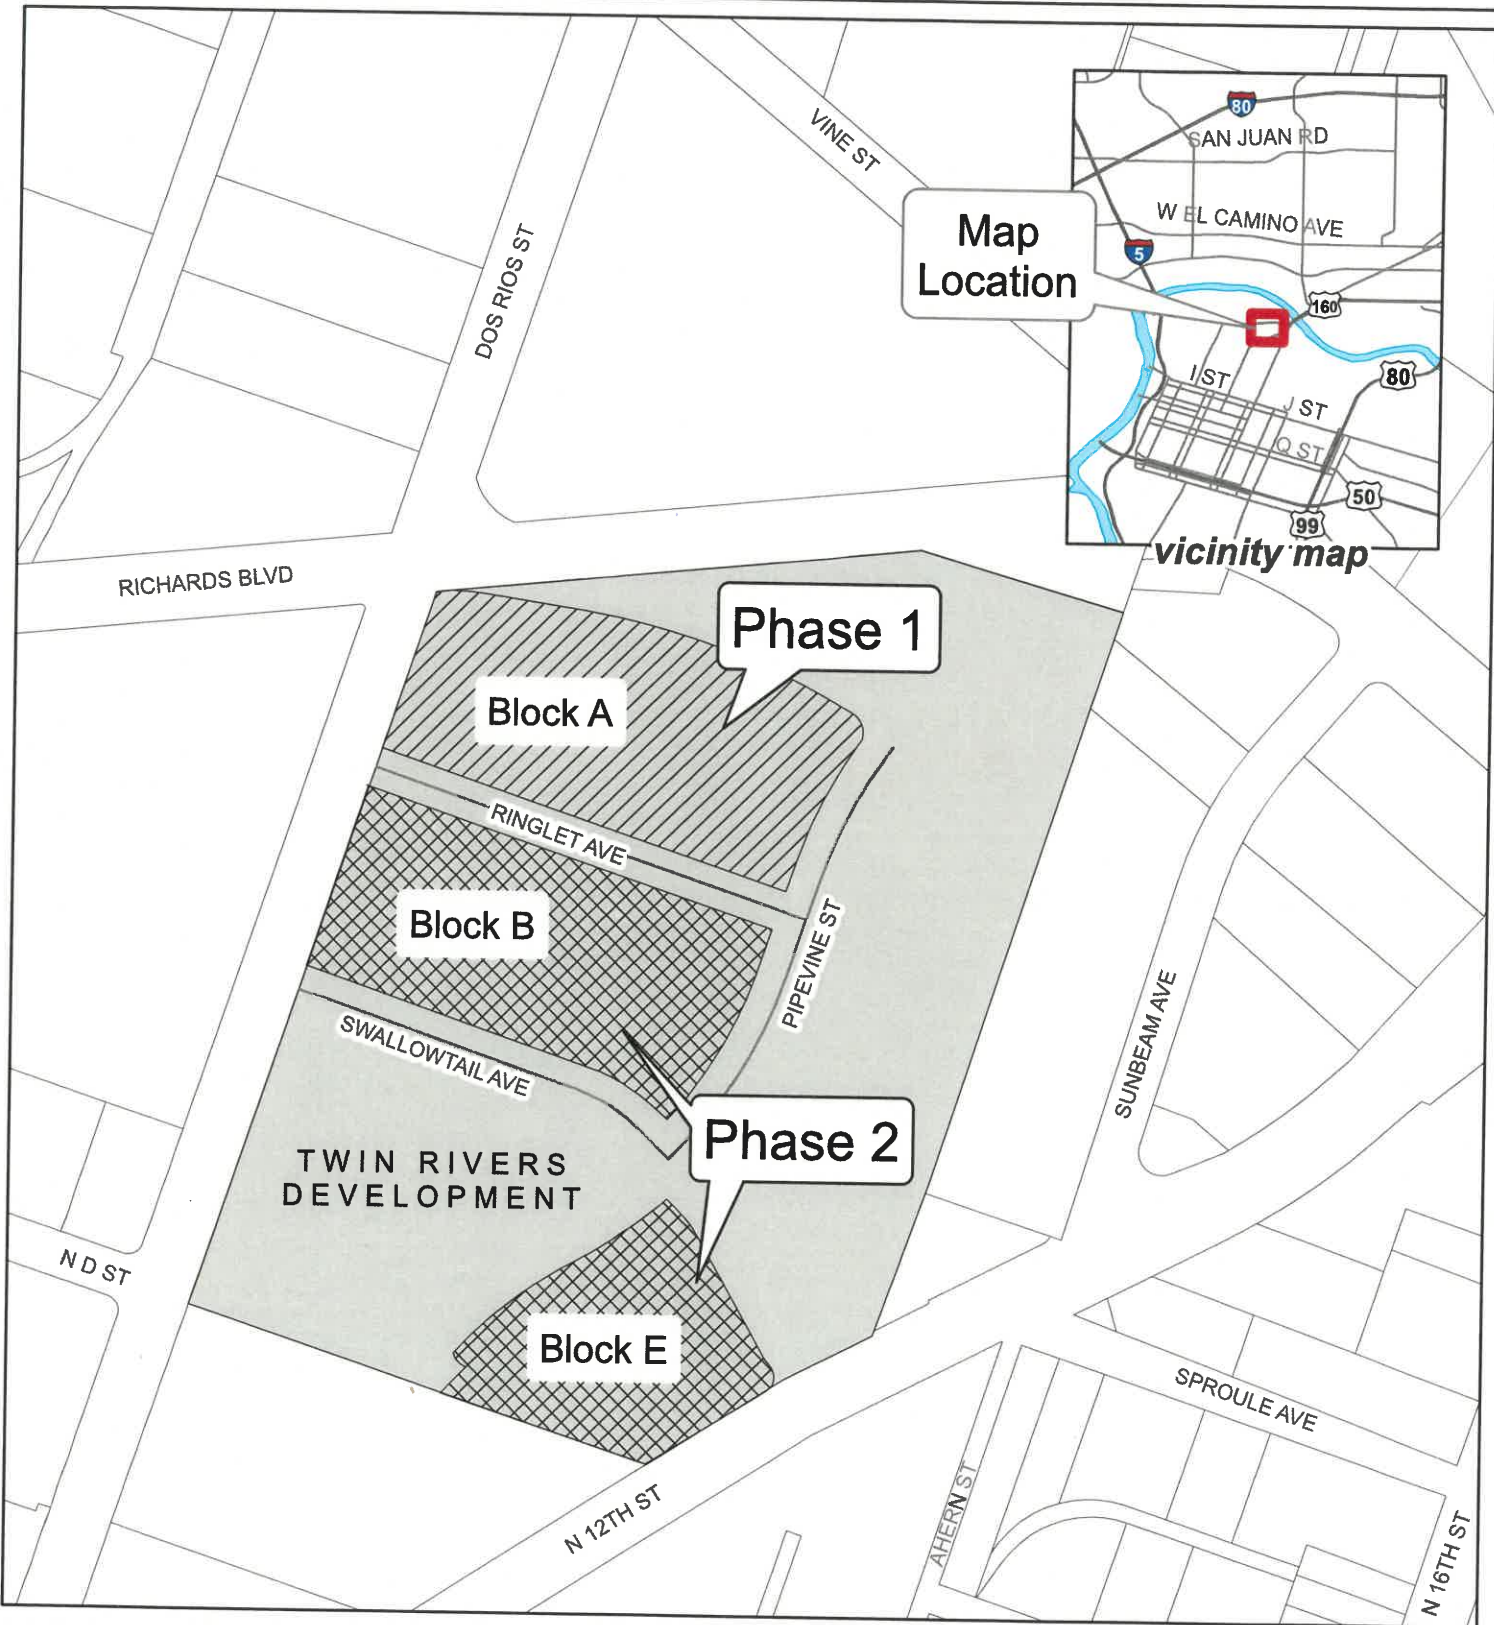 VINE ST
80
SAN JUAN RD
W EL CAMINO AVE
5
Map
Location
160
DOS RIOS ST
I ST
80
J ST
Q ST
50
99
vicinity map
RICHARDS BLVD
Phase 1
Block A
RINGLET AVE
Block B
PIPEVINE ST
SWALLOWTAIL AVE
SUNBEAM AVE
Phase 2
TWIN RIVERS
DEVELOPMENT
N D ST
Block E
SPROULE AVE
N 12TH ST
AHERN ST
N 16TH ST